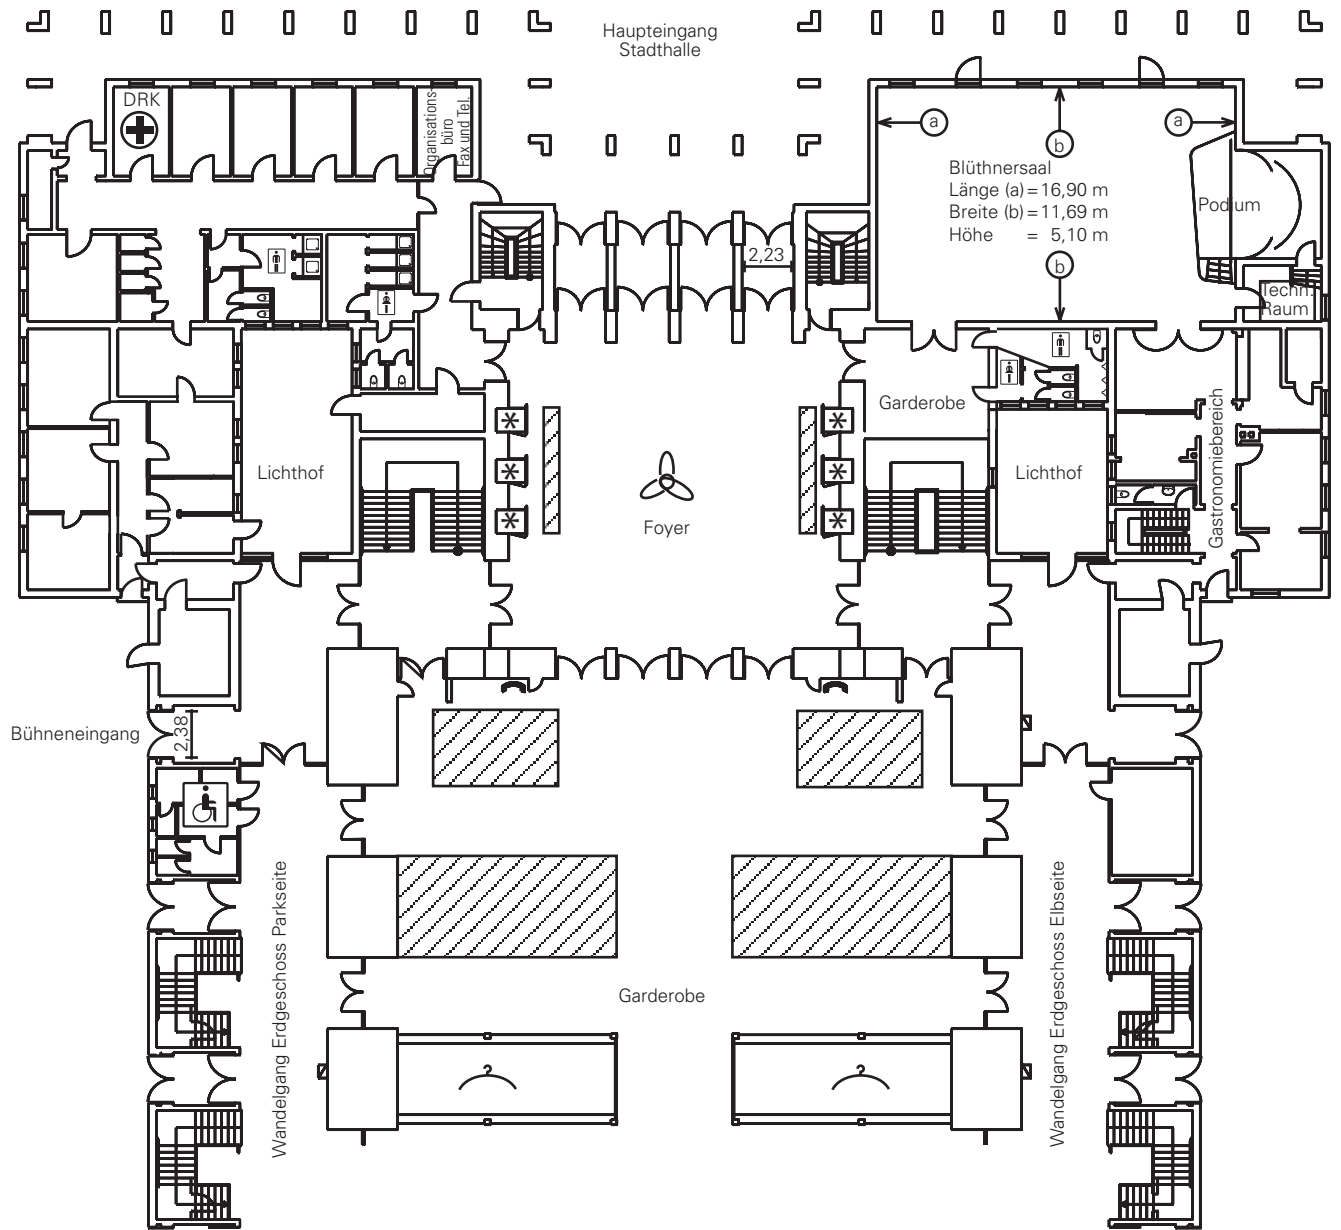 Haupteingang
Stadthalle
DRK
Organisations-
büro
Fax und Tel.
a
a
b
Blüthnersaal
Länge (a) = 16,90 m
Breite (b) = 11,69 m
Höhe = 5,10 m
b
Podium
Techn.
Raum
2,23
Garderobe
Lichthof
Foyer
Lichthof
Gastronomiebereich
Bühneneingang
2,38
Wandelgang Erdgeschoss Parkseite
Garderobe
Wandelgang Erdgeschoss Elbseite
?
?